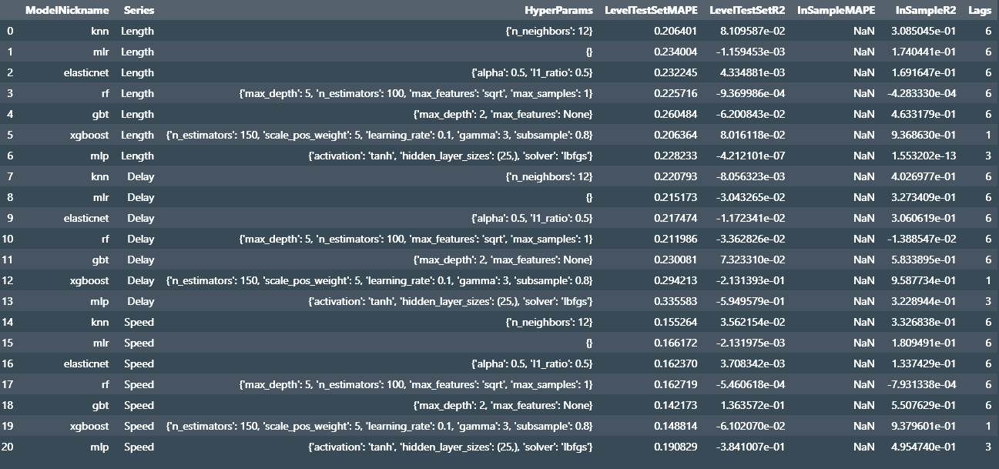 ModelNickname Series HyperParams LevelTestSetMAPE LevelTestSetR2 InSampleMAPE InSampleR2 Lags
0 knn Length {'n_neighbors': 12} 0.206401 8.109587e-02 NaN 3.085045e-01 6
1 mlr Length {} 0.234004 -1.159453e-03 NaN 1.740441e-01 6
2 elasticnet Length {'alpha': 0.5, 'l1_ratio': 0.5} 0.232245 4.334881e-03 NaN 1.691647e-01 6
3 rf Length {'max_depth': 5, 'n_estimators': 100, 'max_features': 'sqrt', 'max_samples': 1} 0.225716 -9.369986e-04 NaN -4.283330e-04 6
4 gbt Length {'max_depth': 2, 'max_features': None} 0.260484 -6.200843e-02 NaN 4.633179e-01 6
5 xgboost Length {'n_estimators': 150, 'scale_pos_weight': 5, 'learning_rate': 0.1, 'gamma': 3, 'subsample': 0.8} 0.206364 8.016118e-02 NaN 9.368630e-01 1
6 mlp Length {'activation': 'tanh', 'hidden_layer_sizes': (25,), 'solver': 'lbfgs'} 0.228233 -4.212101e-07 NaN 1.553202e-13 3
7 knn Delay {'n_neighbors': 12} 0.220793 -8.056323e-03 NaN 4.026977e-01 6
8 mlr Delay {} 0.215173 -3.043265e-02 NaN 3.273409e-01 6
9 elasticnet Delay {'alpha': 0.5, 'l1_ratio': 0.5} 0.217474 -1.172341e-02 NaN 3.060619e-01 6
10 rf Delay {'max_depth': 5, 'n_estimators': 100, 'max_features': 'sqrt', 'max_samples': 1} 0.211986 -3.362826e-02 NaN -1.388547e-02 6
11 gbt Delay {'max_depth': 2, 'max_features': None} 0.230081 7.323310e-02 NaN 5.833895e-01 6
12 xgboost Delay {'n_estimators': 150, 'scale_pos_weight': 5, 'learning_rate': 0.1, 'gamma': 3, 'subsample': 0.8} 0.294213 -2.131393e-01 NaN 9.587734e-01 1
13 mlp Delay {'activation': 'tanh', 'hidden_layer_sizes': (25,), 'solver': 'lbfgs'} 0.335583 -5.949579e-01 NaN 3.228944e-01 3
14 knn Speed {'n_neighbors': 12} 0.155264 3.562154e-02 NaN 3.326838e-01 6
15 mlr Speed {} 0.166172 -2.131975e-03 NaN 1.809491e-01 6
16 elasticnet Speed {'alpha': 0.5, 'l1_ratio': 0.5} 0.162370 3.708342e-03 NaN 1.337429e-01 6
17 rf Speed {'max_depth': 5, 'n_estimators': 100, 'max_features': 'sqrt', 'max_samples': 1} 0.162719 -5.460618e-04 NaN -7.931338e-04 6
18 gbt Speed {'max_depth': 2, 'max_features': None} 0.142173 1.363572e-01 NaN 5.507629e-01 6
19 xgboost Speed {'n_estimators': 150, 'scale_pos_weight': 5, 'learning_rate': 0.1, 'gamma': 3, 'subsample': 0.8} 0.148814 -6.102070e-02 NaN 9.379601e-01 1
20 mlp Speed {'activation': 'tanh', 'hidden_layer_sizes': (25,), 'solver': 'lbfgs'} 0.190829 -3.841007e-01 NaN 4.954740e-01 3